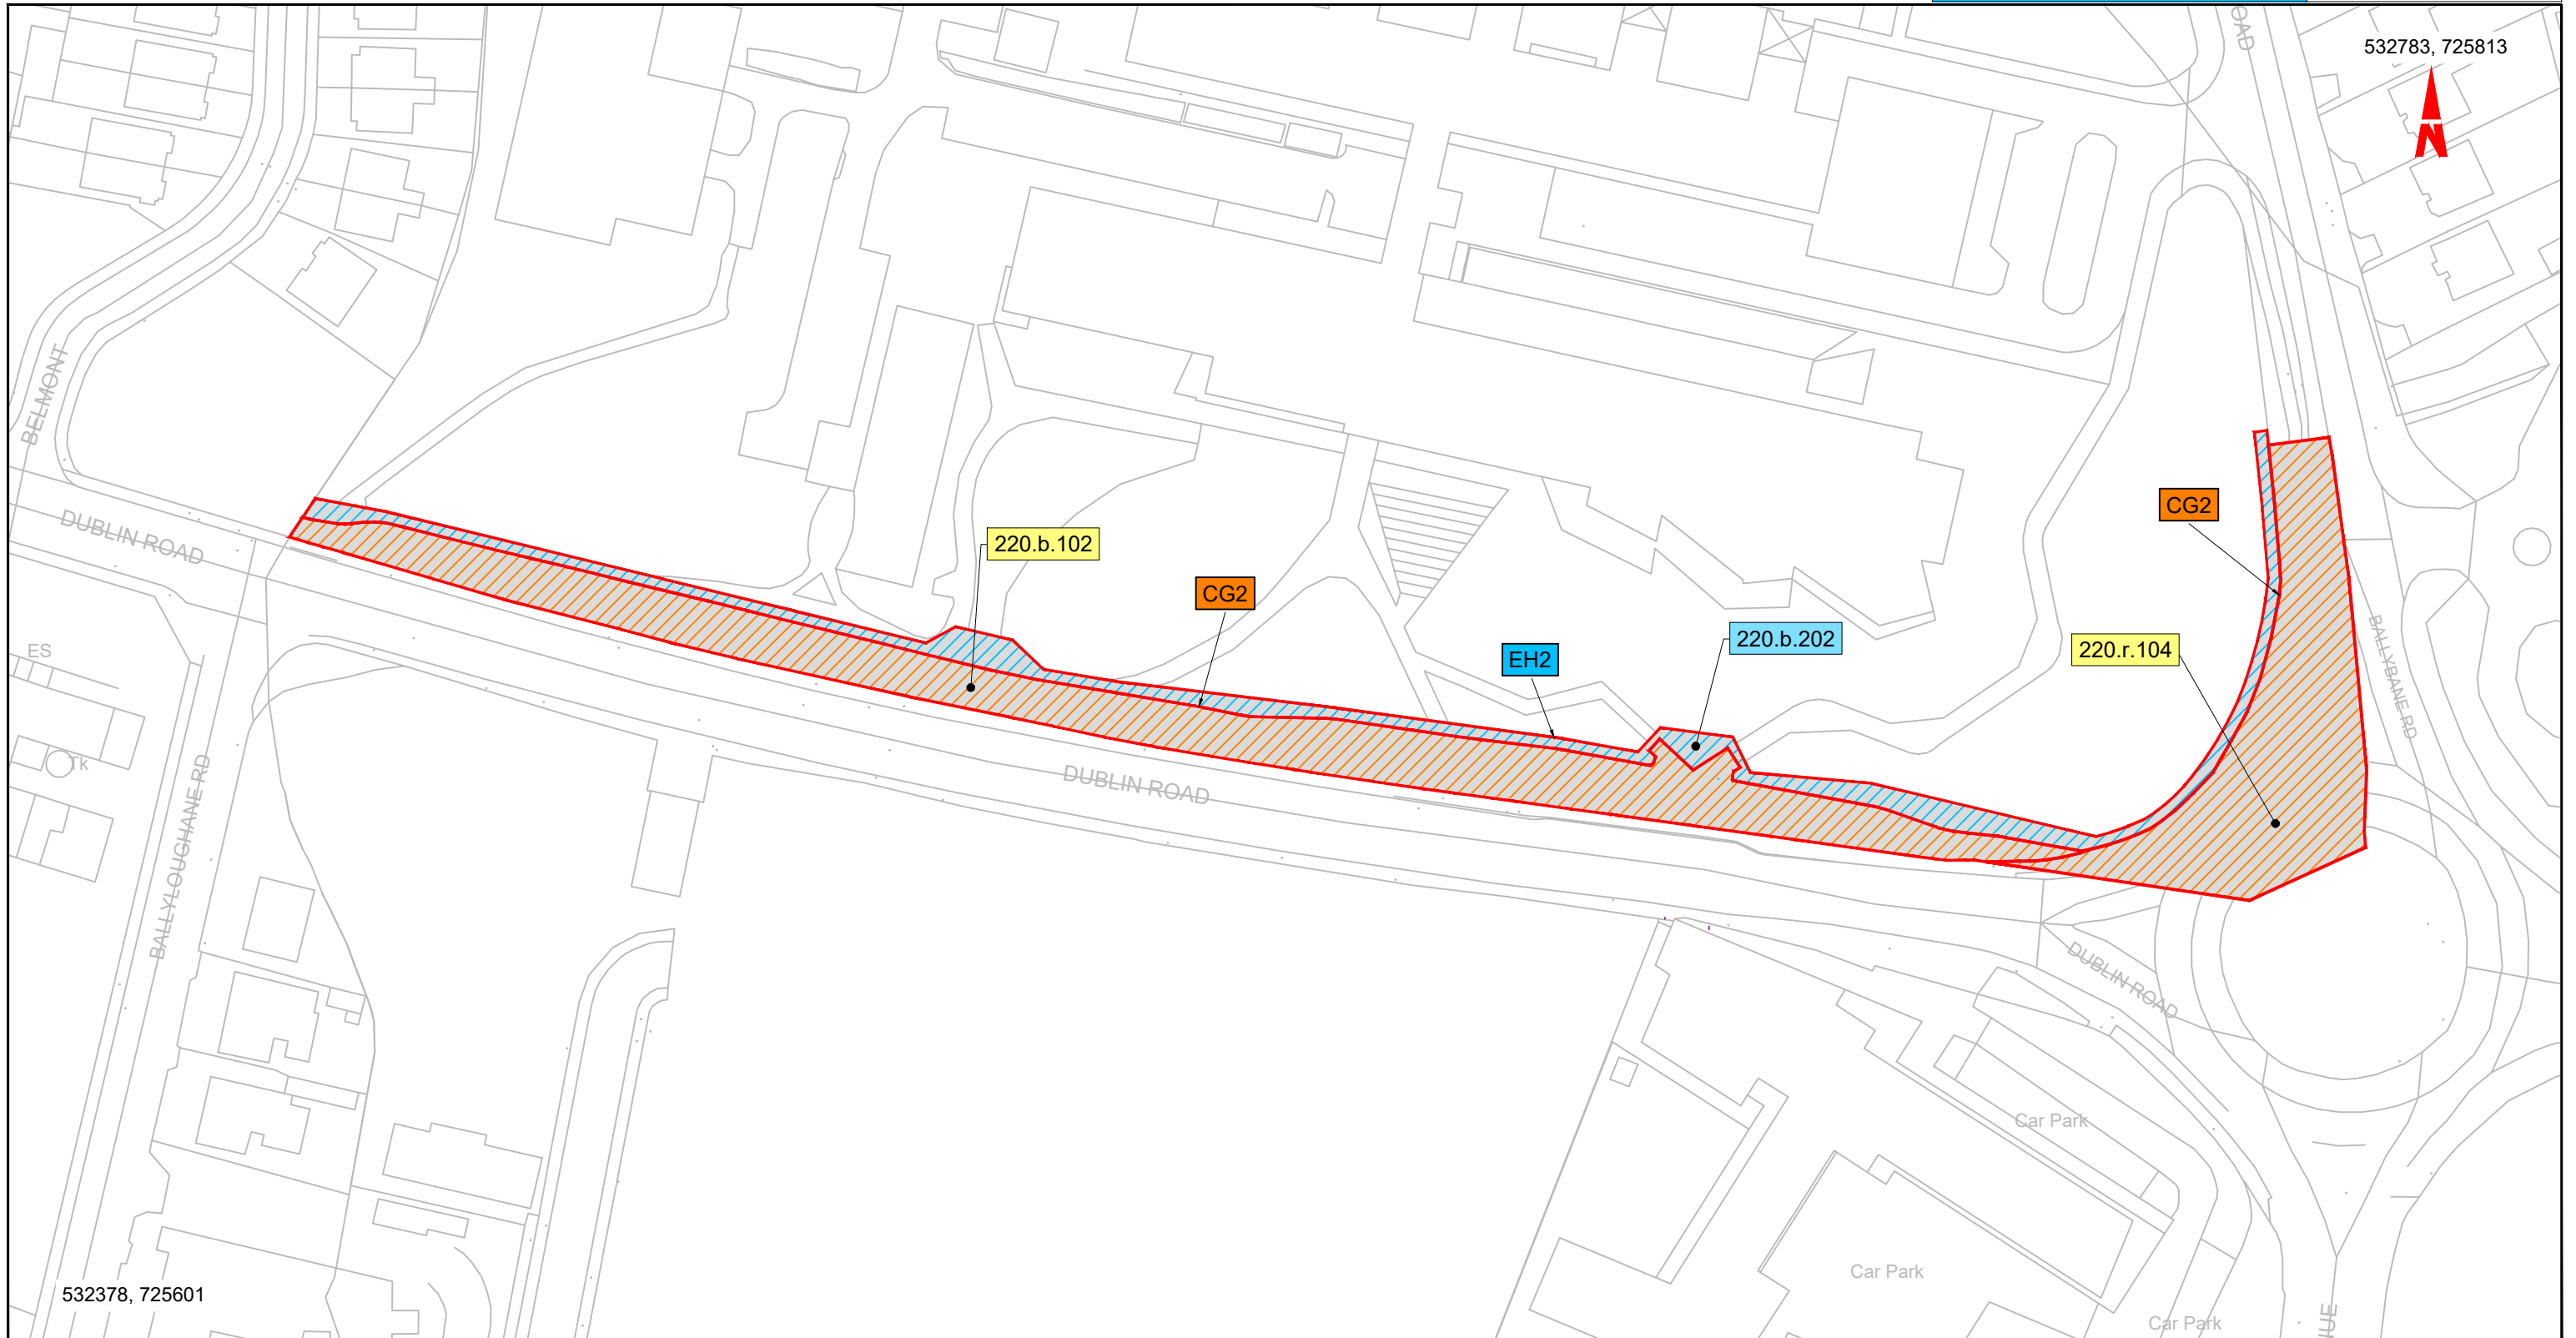 OAD
532783, 725813
N
BELMONT
DUBLIN ROAD
CG2
220.b.102
CG2
220.b.202
220.r.104
EH2
ES
BALLYBANE RD
Tk
DUBLIN ROAD
BALLYLOUGHANE RD
DUBLIN ROAD
Car Park
Car Park
532378, 725601
Car Park